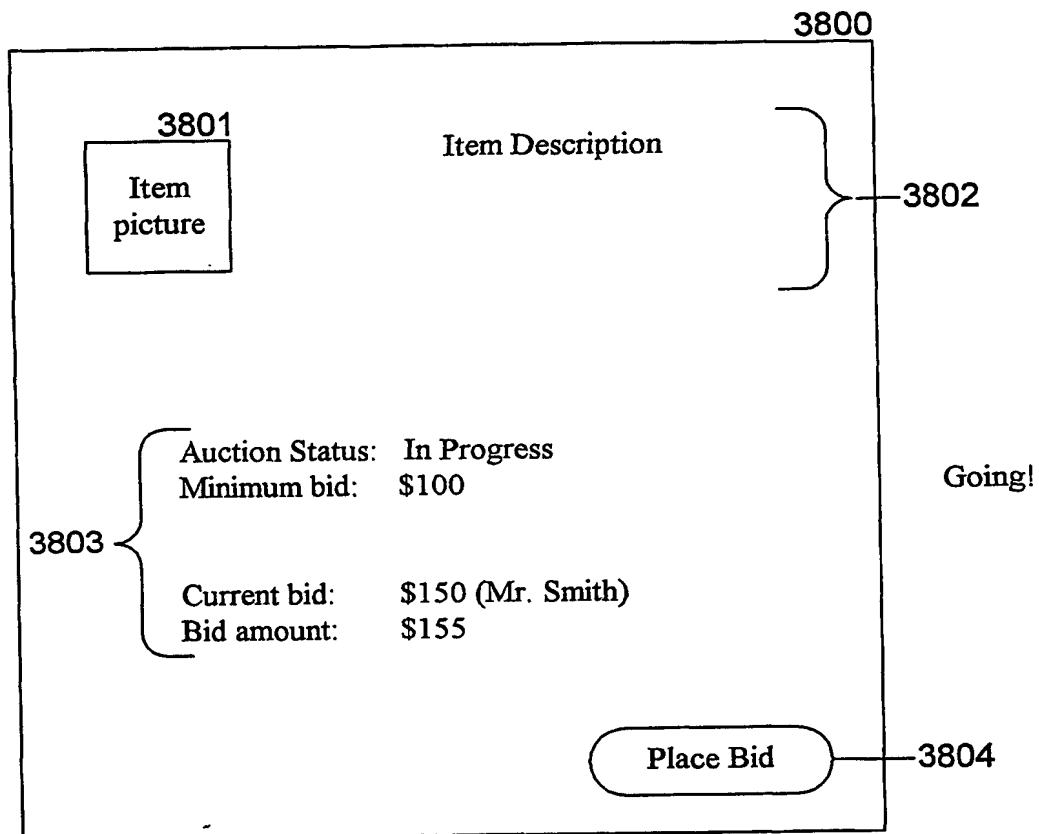 3800
3801
Item
picture
Item Description
3802
Auction Status: In Progress
Minimum bid: $100
Going!
3803
Current bid: $150 (Mr. Smith)
Bid amount: $155
Place Bid
3804